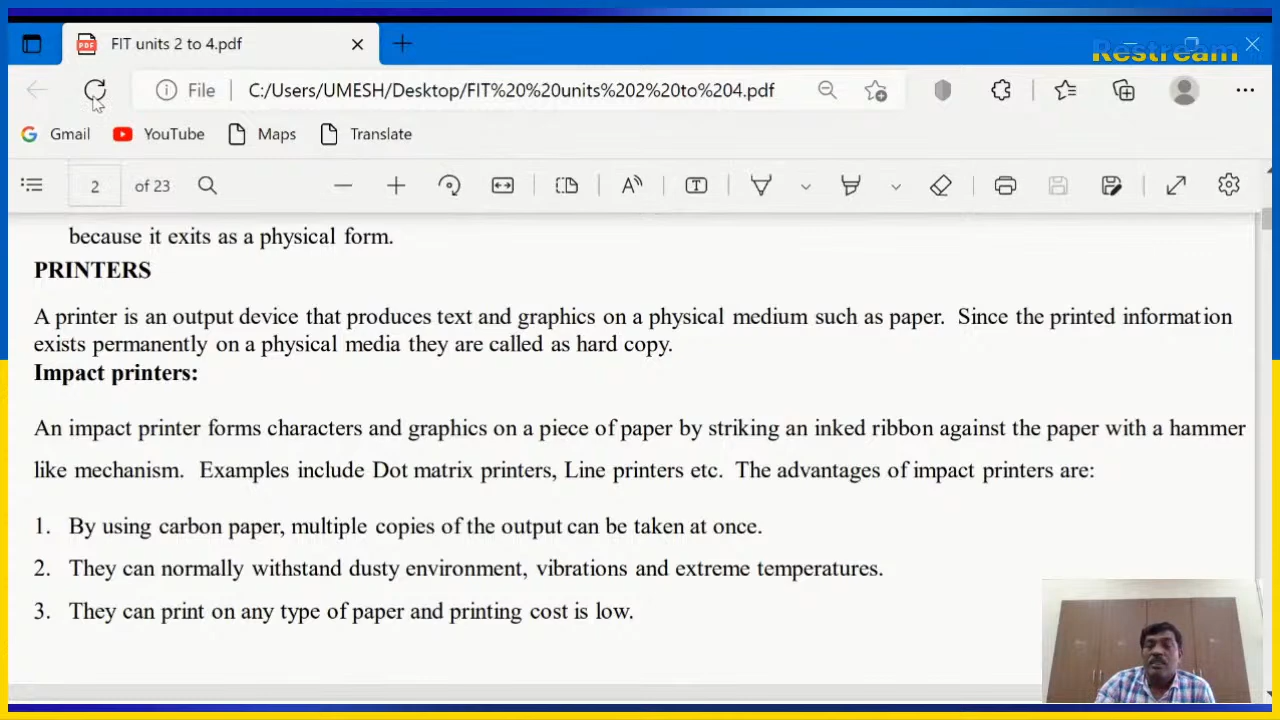 FIT units 2 to 4.pdf
Restream
File
C:/Users/UMESH/Desktop/FIT%20%20units%202%20to%204.pdf
Gmail YouTube Maps Translate
2 of 23
because it exits as a physical form.
PRINTERS
A printer is an output device that produces text and graphics on a physical medium such as paper. Since the printed information
exists permanently on a physical media they are called as hard copy.
Impact printers:
An impact printer forms characters and graphics on a piece of paper by striking an inked ribbon against the paper with a hammer
like mechanism. Examples include Dot matrix printers, Line printers etc. The advantages of impact printers are:
1. By using carbon paper, multiple copies of the output can be taken at once.
2. They can normally withstand dusty environment, vibrations and extreme temperatures.
3. They can print on any type of paper and printing cost is low.